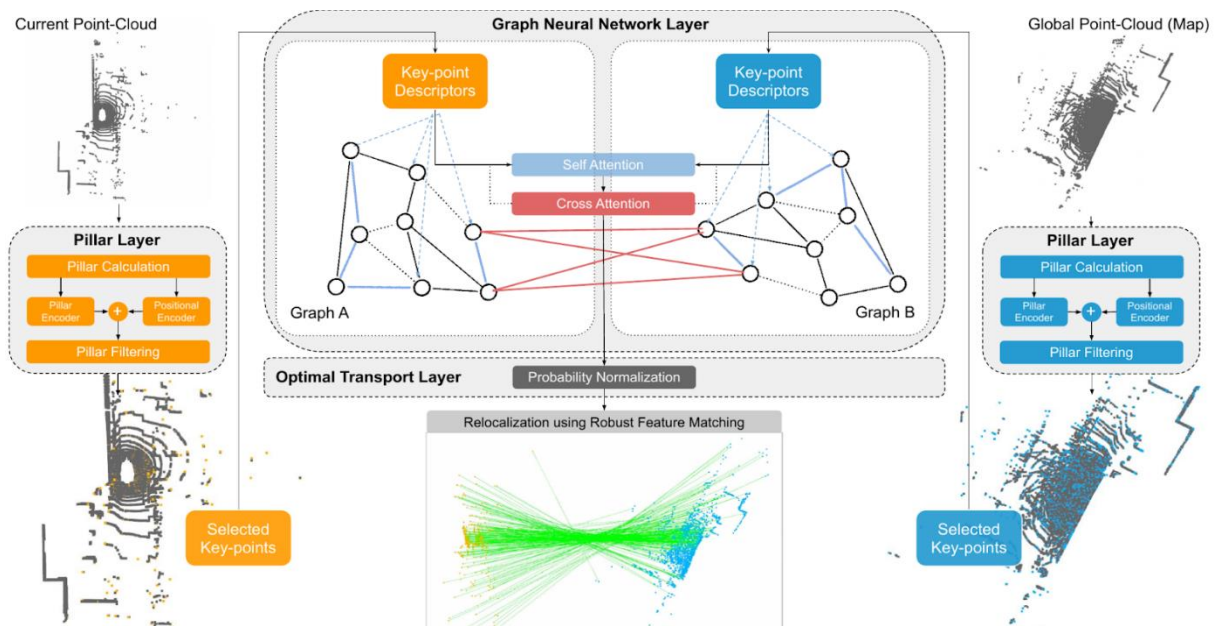 Current Point-Cloud
Graph Neural Network Layer
Global Point-Cloud (Map)
Key-point
Descriptors
Key-point
Descriptors
Self Attention
Cross Attention
Graph A
Graph B
Pillar Layer
Pillar Calculation
Pillar
Encoder
+
Positional
Encoder
Pillar Filtering
Pillar Layer
Pillar Calculation
Pillar
Encoder
+
Positional
Encoder
Pillar Filtering
Optimal Transport Layer
Probability Normalization
Relocalization using Robust Feature Matching
Selected
Key-points
Selected
Key-points